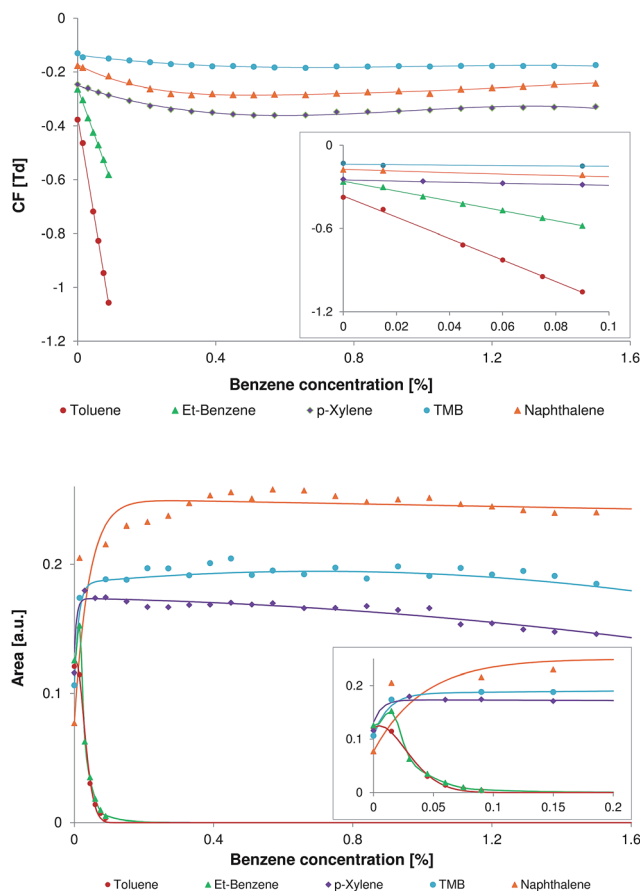 0
-0.2
-0.4
-0.6
-0.8
-1
-1.2
CF [Td]
0
0.4
0.8
1.2
1.6
Benzene concentration [%]
0
-0.6
-1.2
0
0.02
0.04
0.06
0.08
0.1
Toluene
Et-Benzene
p-Xylene
TMB
Naphthalene
0.2
0.1
0
Area [a.u.]
0
0.4
0.8
1.2
1.6
Benzene concentration [%]
0.2
0.1
0
0
0.05
0.1
0.15
0.2
Toluene
Et-Benzene
p-Xylene
TMB
Naphthalene